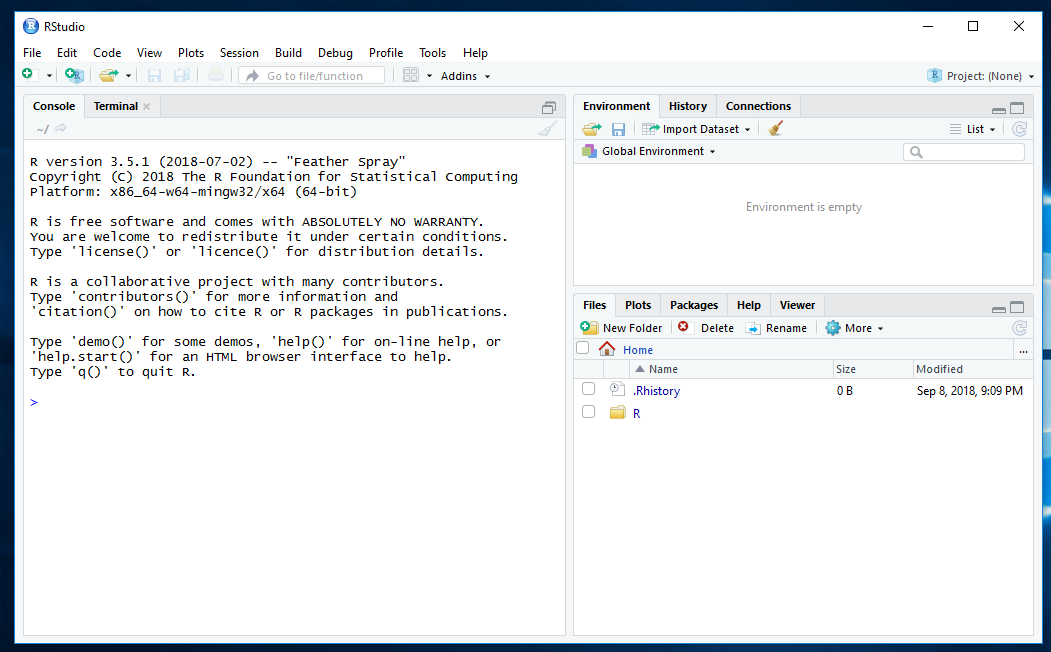 RStudio
File Edit Code View Plots Session Build Debug Profile Tools Help
Go to file/function Addins Project: (None)
Console Terminal
~/
R version 3.5.1 (2018-07-02) -- "Feather Spray"
Copyright (C) 2018 The R Foundation for Statistical Computing
Platform: x86_64-w64-mingw32/x64 (64-bit)
R is free software and comes with ABSOLUTELY NO WARRANTY.
You are welcome to redistribute it under certain conditions.
Type 'license()' or 'licence()' for distribution details.
R is a collaborative project with many contributors.
Type 'contributors()' for more information and
'citation()' on how to cite R or R packages in publications.
Type 'demo()' for some demos, 'help()' for on-line help, or
'help.start()' for an HTML browser interface to help.
Type 'q()' to quit R.
>
Environment History Connections
Import Dataset List
Global Environment
Environment is empty
Files Plots Packages Help Viewer
New Folder Delete Rename More
Home ...
Name Size Modified
.Rhistory 0 B Sep 8, 2018, 9:09 PM
R